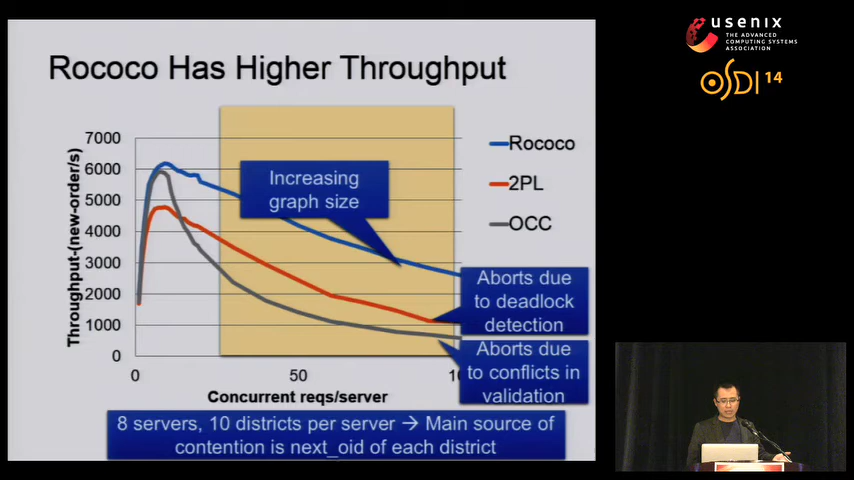 usenix
THE ADVANCED
COMPUTING SYSTEMS
ASSOCIATION
OSDI 14
Rococo Has Higher Throughput
7000
6000
5000
4000
3000
2000
1000
0
Throughput-(new-order/s)
0
50
Concurrent reqs/server
Rococo
2PL
OCC
Increasing
graph size
Aborts due
to deadlock
detection
Aborts due
to conflicts in
validation
8 servers, 10 districts per server → Main source of
contention is next_oid of each district